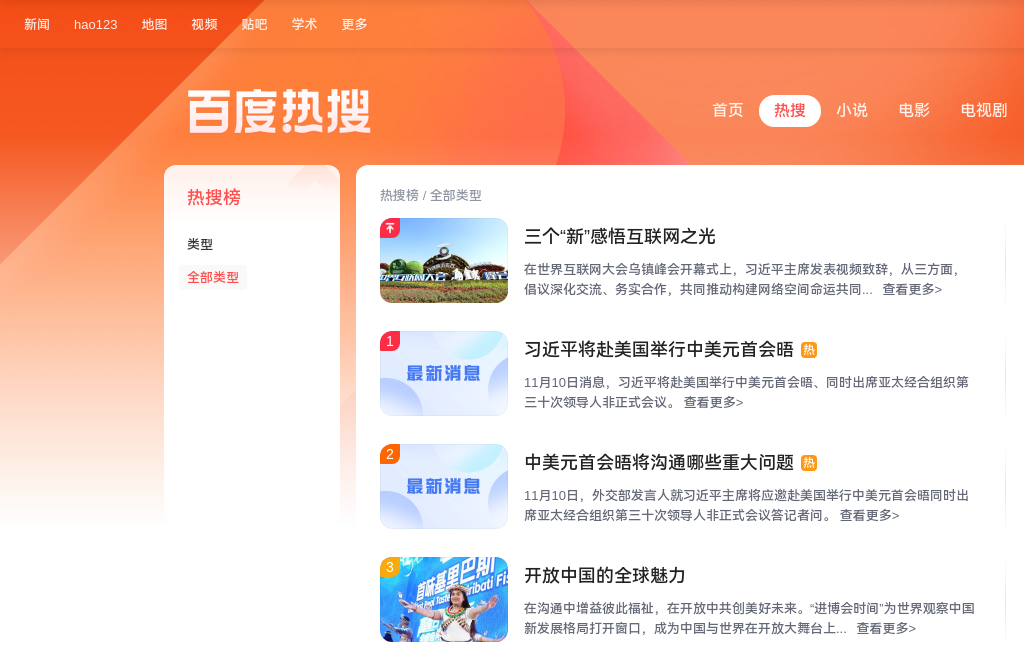 新闻 hao123 地图 视频 贴吧 学术 更多
百度热搜
首页 热搜 小说 电影 电视剧
热搜榜
类型
全部类型
热搜榜 / 全部类型
三个“新”感悟互联网之光
在世界互联网大会乌镇峰会开幕式上，习近平主席发表视频致辞，从三方面，
倡议深化交流、务实合作，共同推动构建网络空间命运共同... 查看更多>
1
最新消息
习近平将赴美国举行中美元首会晤 热
11月10日消息，习近平将赴美国举行中美元首会晤、同时出席亚太经合组织第
三十次领导人非正式会议。 查看更多>
2
最新消息
中美元首会晤将沟通哪些重大问题 热
11月10日，外交部发言人就习近平主席将应邀赴美国举行中美元首会晤同时出
席亚太经合组织第三十次领导人非正式会议答记者问。 查看更多>
3
首味基里巴斯
开放中国的全球魅力
在沟通中增益彼此福祉，在开放中共创美好未来。“进博会时间”为世界观察中国
新发展格局打开窗口，成为中国与世界在开放大舞台上... 查看更多>